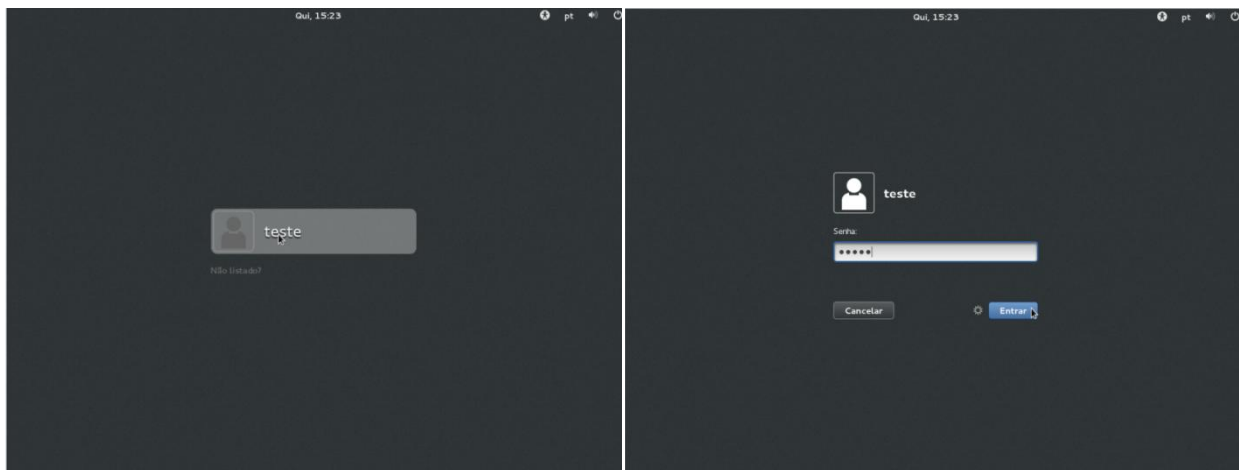 Qui, 15:23
pt
teste
Não listado?
Qui, 15:23
pt
teste
Senha:
Cancelar
Entrar